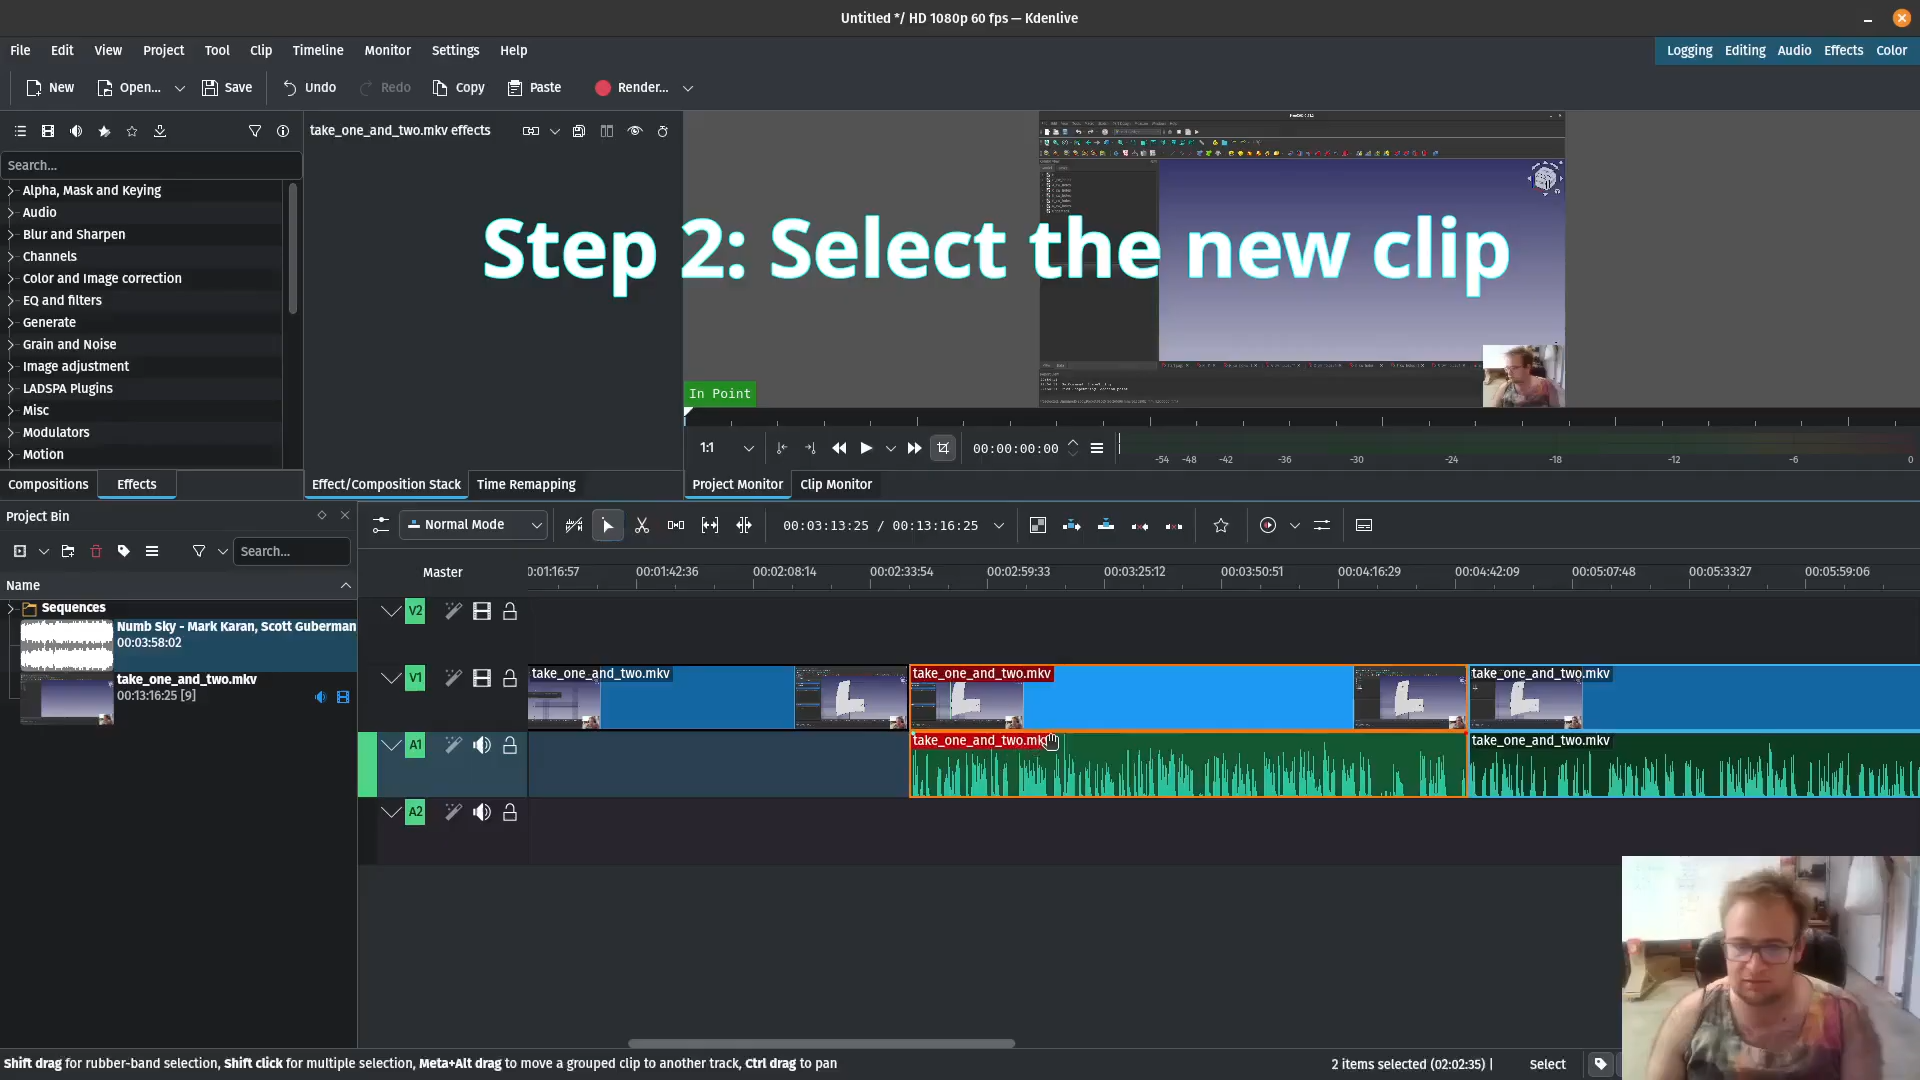 Untitled */ HD 1080p 60 fps — Kdenlive
File Edit View Project Tool Clip Timeline Monitor Settings Help
Logging Editing Audio Effects Color
New Open... Save Undo Redo Copy Paste Render...
take_one_and_two.mkv effects
Search...
Alpha, Mask and Keying
Audio
Blur and Sharpen
Channels
Color and Image correction
EQ and filters
Generate
Grain and Noise
Image adjustment
LADSPA Plugins
Misc
Modulators
Motion
Step 2: Select the new clip
In Point
1:1
00:00:00:00
-54 -48 -42 -36 -30 -24 -18 -12 -6 0
Compositions Effects
Effect/Composition Stack Time Remapping
Project Monitor Clip Monitor
Project Bin
Normal Mode
00:03:13:25 / 00:13:16:25
Search...
Name
Sequences
Numb Sky - Mark Karan, Scott Guberman
00:03:58:02
take_one_and_two.mkv
00:13:16:25 [9]
Master
0:01:16:57 00:01:42:36 00:02:08:14 00:02:33:54 00:02:59:33 00:03:25:12 00:03:50:51 00:04:16:29 00:04:42:09 00:05:07:48 00:05:33:27 00:05:59:06
V2
V1
take_one_and_two.mkv take_one_and_two.mkv take_one_and_two.mkv
A1
take_one_and_two.mkv take_one_and_two.mkv
A2
Shift drag for rubber-band selection, Shift click for multiple selection, Meta+Alt drag to move a grouped clip to another track, Ctrl drag to pan
2 items selected (02:02:35) |
Select